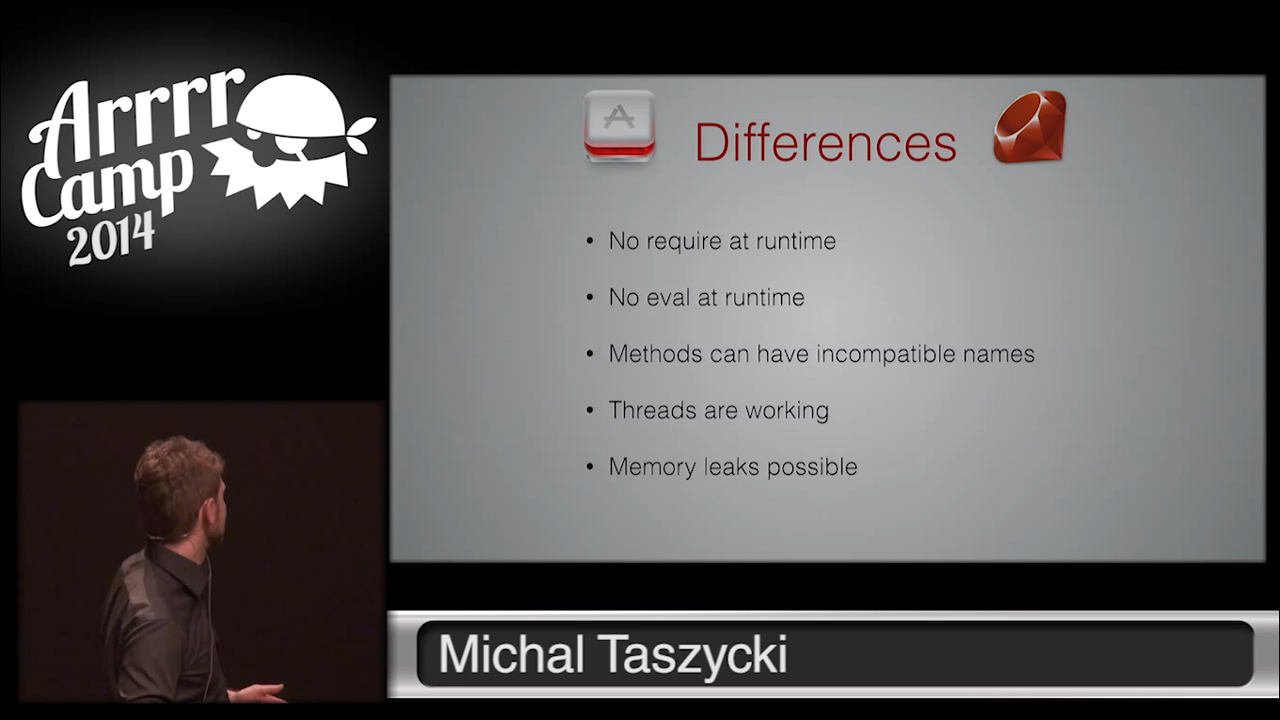 Arrrr
Camp
2014
Differences
• No require at runtime
• No eval at runtime
• Methods can have incompatible names
• Threads are working
• Memory leaks possible
Michal Taszycki